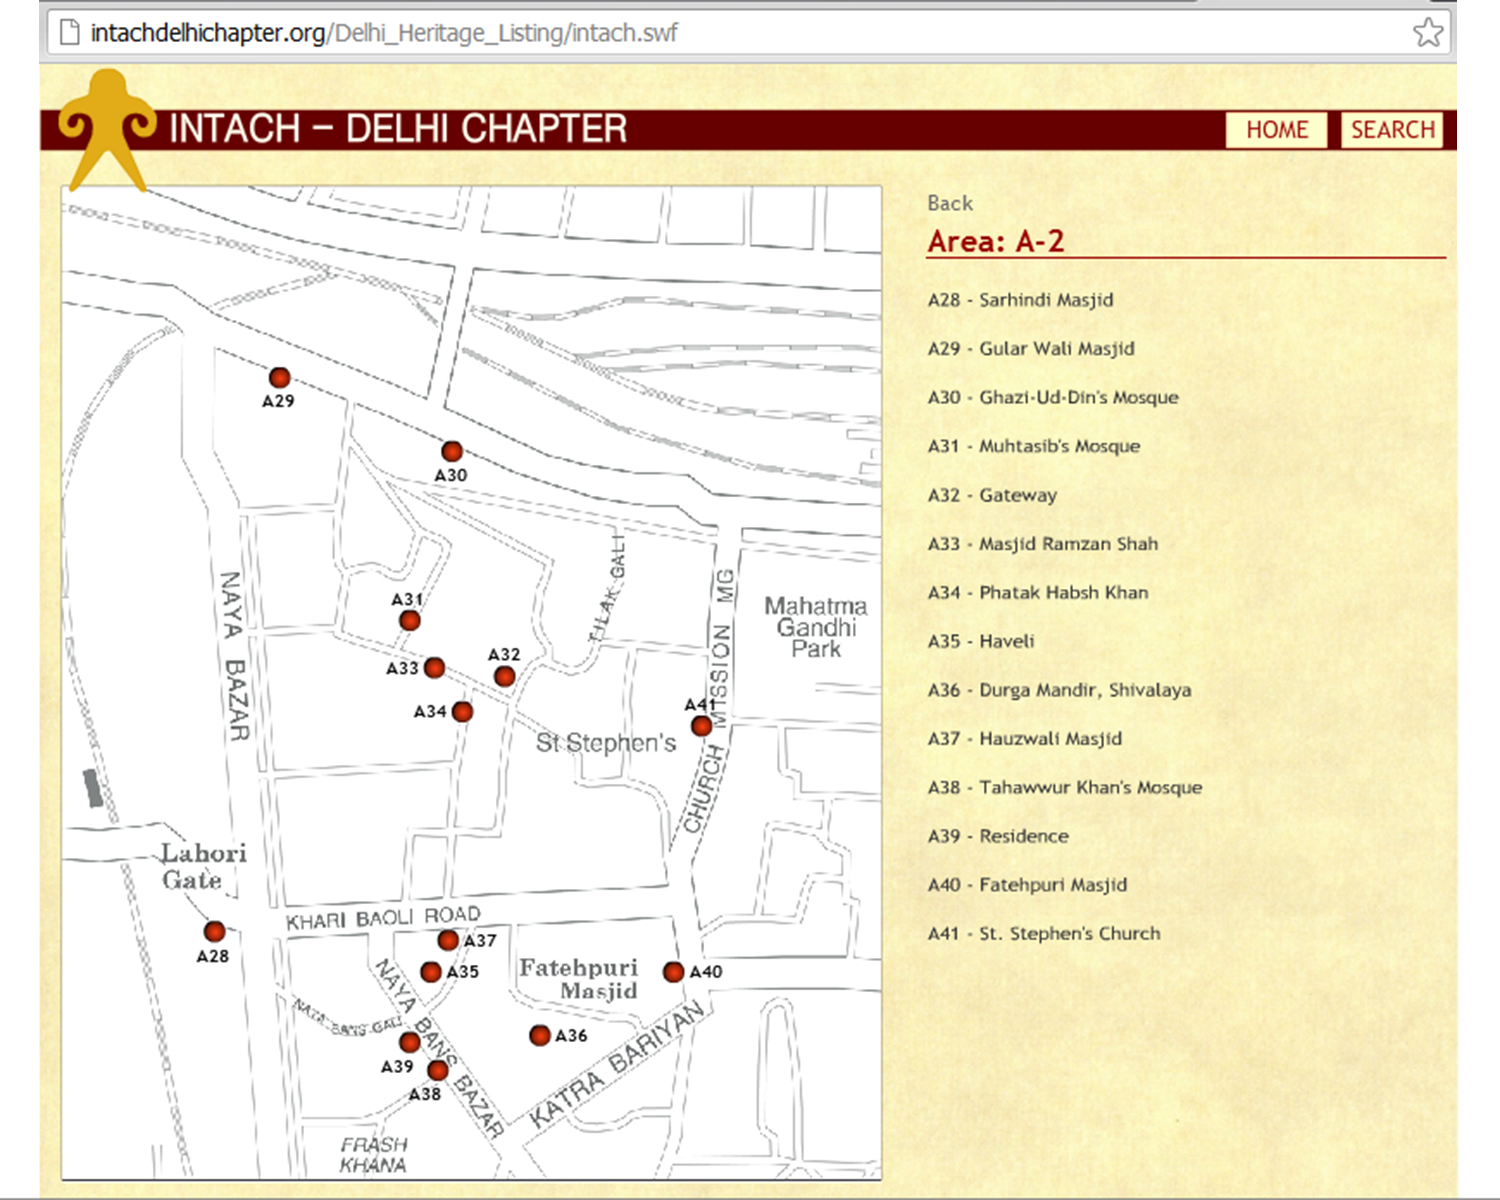 intachdelhichapter.org/Delhi_Heritage_Listing/intach.swf
INTACH – DELHI CHAPTER
HOME
SEARCH
Back
Area: A-2
A28 - Sarhindi Masjid
A29 - Gular Wali Masjid
A30 - Ghazi-Ud-Din's Mosque
A31 - Muhtasib's Mosque
A32 - Gateway
A33 - Masjid Ramzan Shah
A34 - Phatak Habsh Khan
A35 - Haveli
A36 - Durga Mandir, Shivalaya
A37 - Hauzwali Masjid
A38 - Tahawwur Khan's Mosque
A39 - Residence
A40 - Fatehpuri Masjid
A41 - St. Stephen's Church
A29
A30
NAYA BAZAR
A31
TILAK GALI
CHURCH MISSION MG
Mahatma
Gandhi
Park
A33
A32
A34
A41
St Stephen's
Lahori
Gate
KHARI BAOLI ROAD
A28
A37
A35
Fatehpuri
Masjid
A40
NAYA BANS BAZAR
NAYA BANS GALI
A36
A39
A38
KATRA BARIYAN
FRASH
KHANA